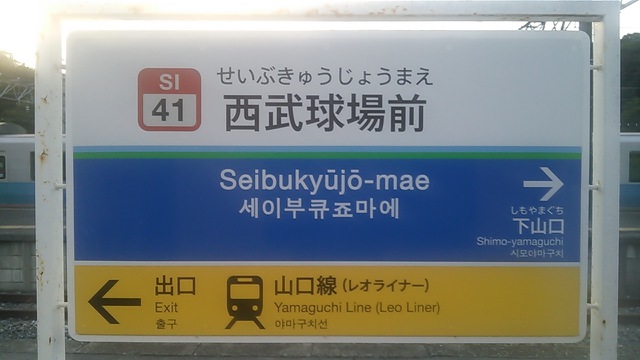 SI
41
せいぶきゅうじょうまえ
西武球場前
Seibukyūjō-mae
세이부큐죠마에
しもやまぐち
下山口
Shimo-yamaguchi
시모야마구치
出口
Exit
출구
山口線(レオライナー)
Yamaguchi Line (Leo Liner)
야마구치선